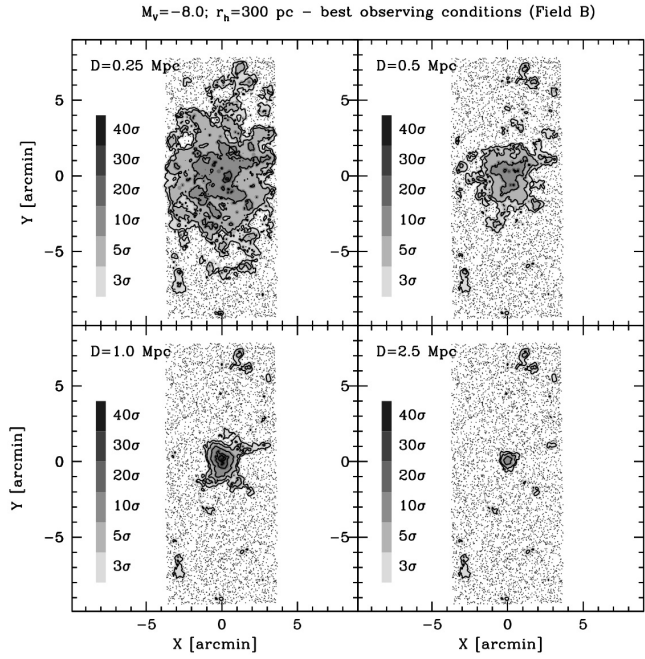 M_V=−8.0; r_h=300 pc − best observing conditions (Field B)
D=0.25 Mpc
D=0.5 Mpc
5
0
−5
Y [arcmin]
40σ
30σ
20σ
10σ
5σ
3σ
40σ
30σ
20σ
10σ
5σ
3σ
D=1.0 Mpc
D=2.5 Mpc
5
0
−5
Y [arcmin]
40σ
30σ
20σ
10σ
5σ
3σ
40σ
30σ
20σ
10σ
5σ
3σ
−5 0 5
−5 0 5
X [arcmin]
X [arcmin]